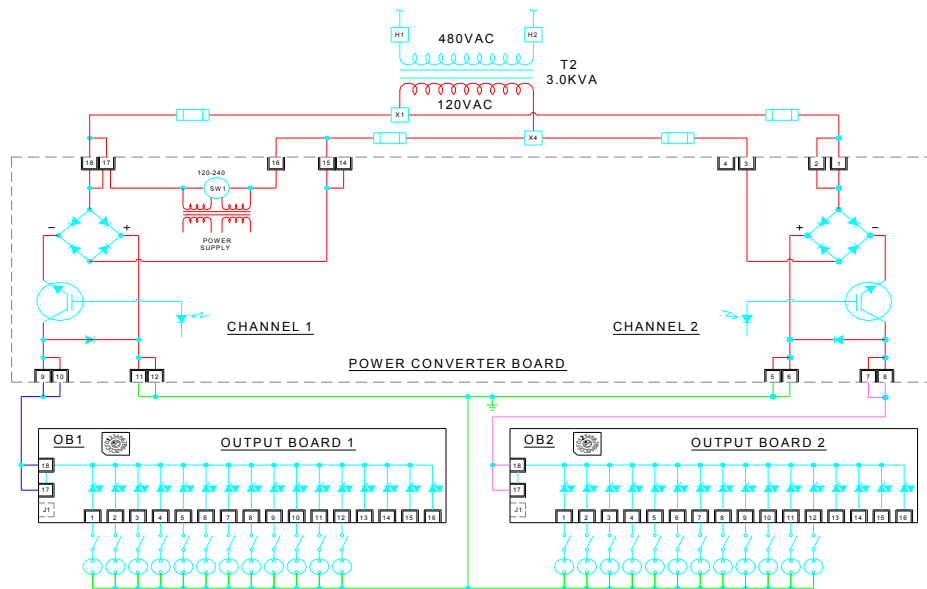 H1 H2
480VAC
T2
3.0KVA
120VAC
X1 X4
18 17 16 15 14 4 3 2 1
120-240
SW1
POWER
SUPPLY
− + + −
CHANNEL 1 CHANNEL 2
POWER CONVERTER BOARD
9 10 11 12 5 6 7 8
OB1 OUTPUT BOARD 1 OB2 OUTPUT BOARD 2
18 18
17 17
J1 J1
1 2 3 4 5 6 7 8 9 10 11 12 13 14 15 16 1 2 3 4 5 6 7 8 9 10 11 12 13 14 15 16